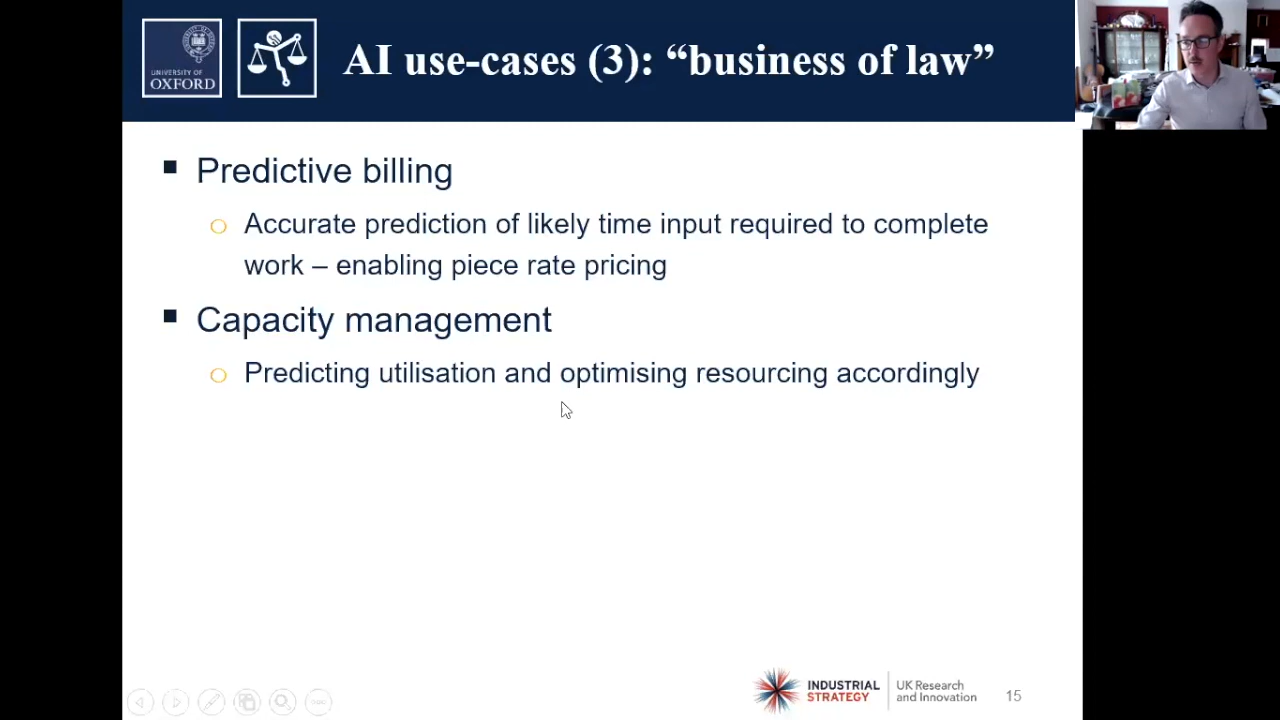 UNIVERSITY OF
OXFORD
AI use-cases (3): “business of law”
Predictive billing
Accurate prediction of likely time input required to complete
work – enabling piece rate pricing
Capacity management
Predicting utilisation and optimising resourcing accordingly
INDUSTRIAL
STRATEGY
UK Research
and Innovation
15